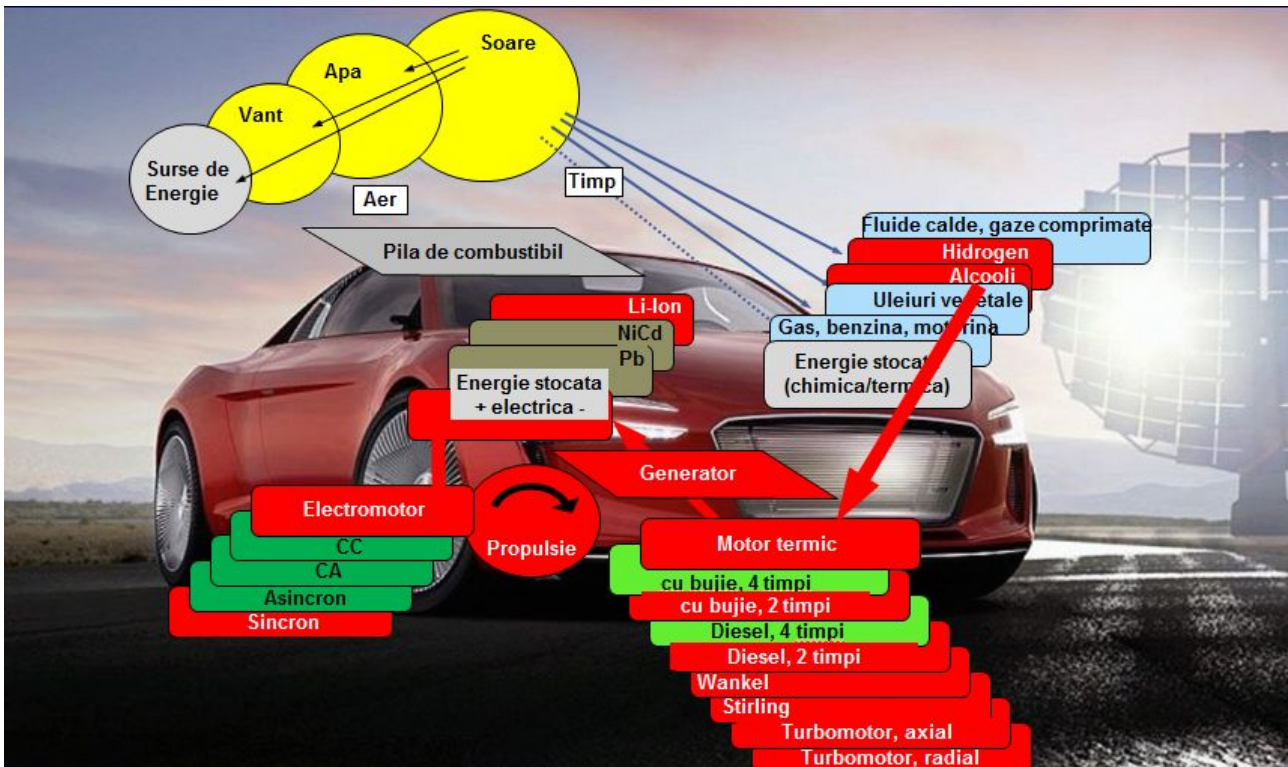 Soare
Apa
Vant
Surse de
Energie
Aer
Timp
Pila de combustibil
Fluide calde, gaze comprimate
Hidrogen
Alcooli
Uleiuri vegetale
Gas, benzina, motorina
Energie stocata
(chimica/termica)
Li-Ion
NiCd
Pb
Energie stocata
+ electrica -
Generator
Electromotor
CC
CA
Asincron
Sincron
Propulsie
Motor termic
cu bujie, 4 timpi
cu bujie, 2 timpi
Diesel, 4 timpi
Diesel, 2 timpi
Wankel
Stirling
Turbomotor, axial
Turbomotor, radial